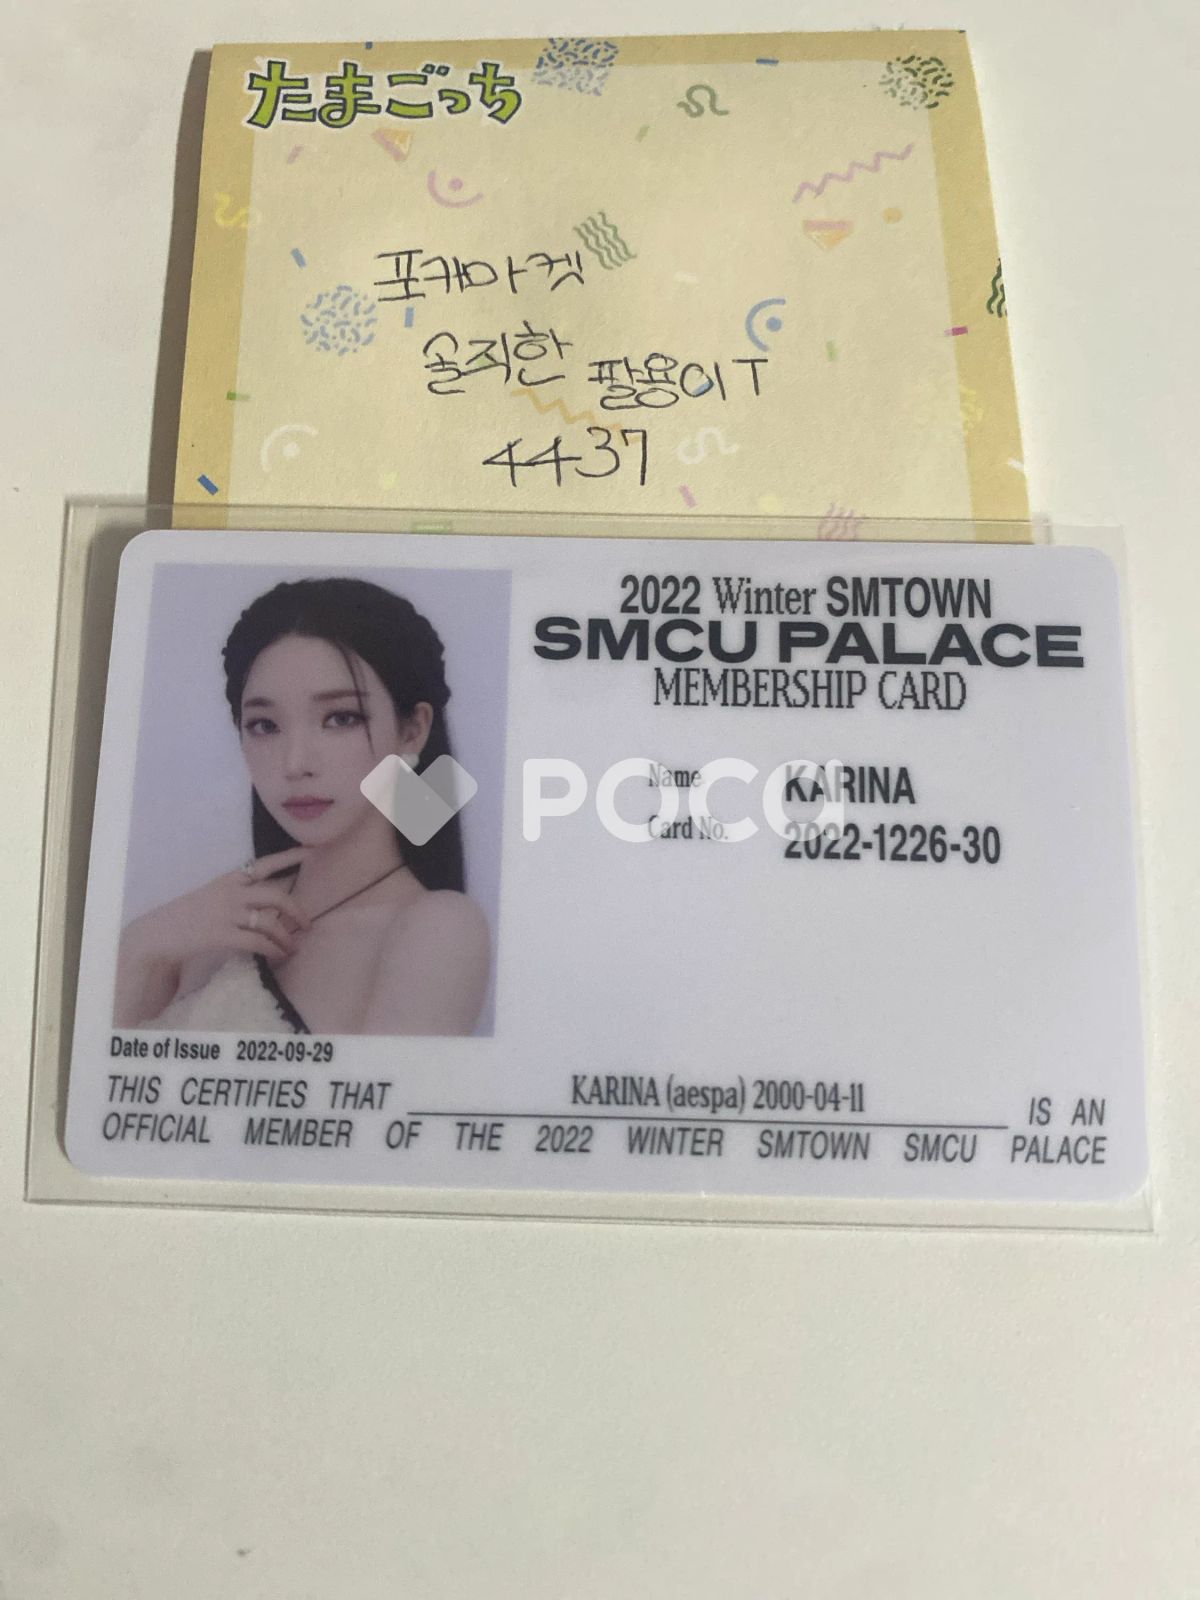 たまごっち
포카마켓
솔직한 팔용이T
4437
2022 Winter SMTOWN
SMCU PALACE
MEMBERSHIP CARD
Name KARINA
Card No. 2022-1226-30
POCA
Date of Issue 2022-09-29
THIS CERTIFIES THAT KARINA (aespa) 2000-04-11 IS AN
OFFICIAL MEMBER OF THE 2022 WINTER SMTOWN SMCU PALACE